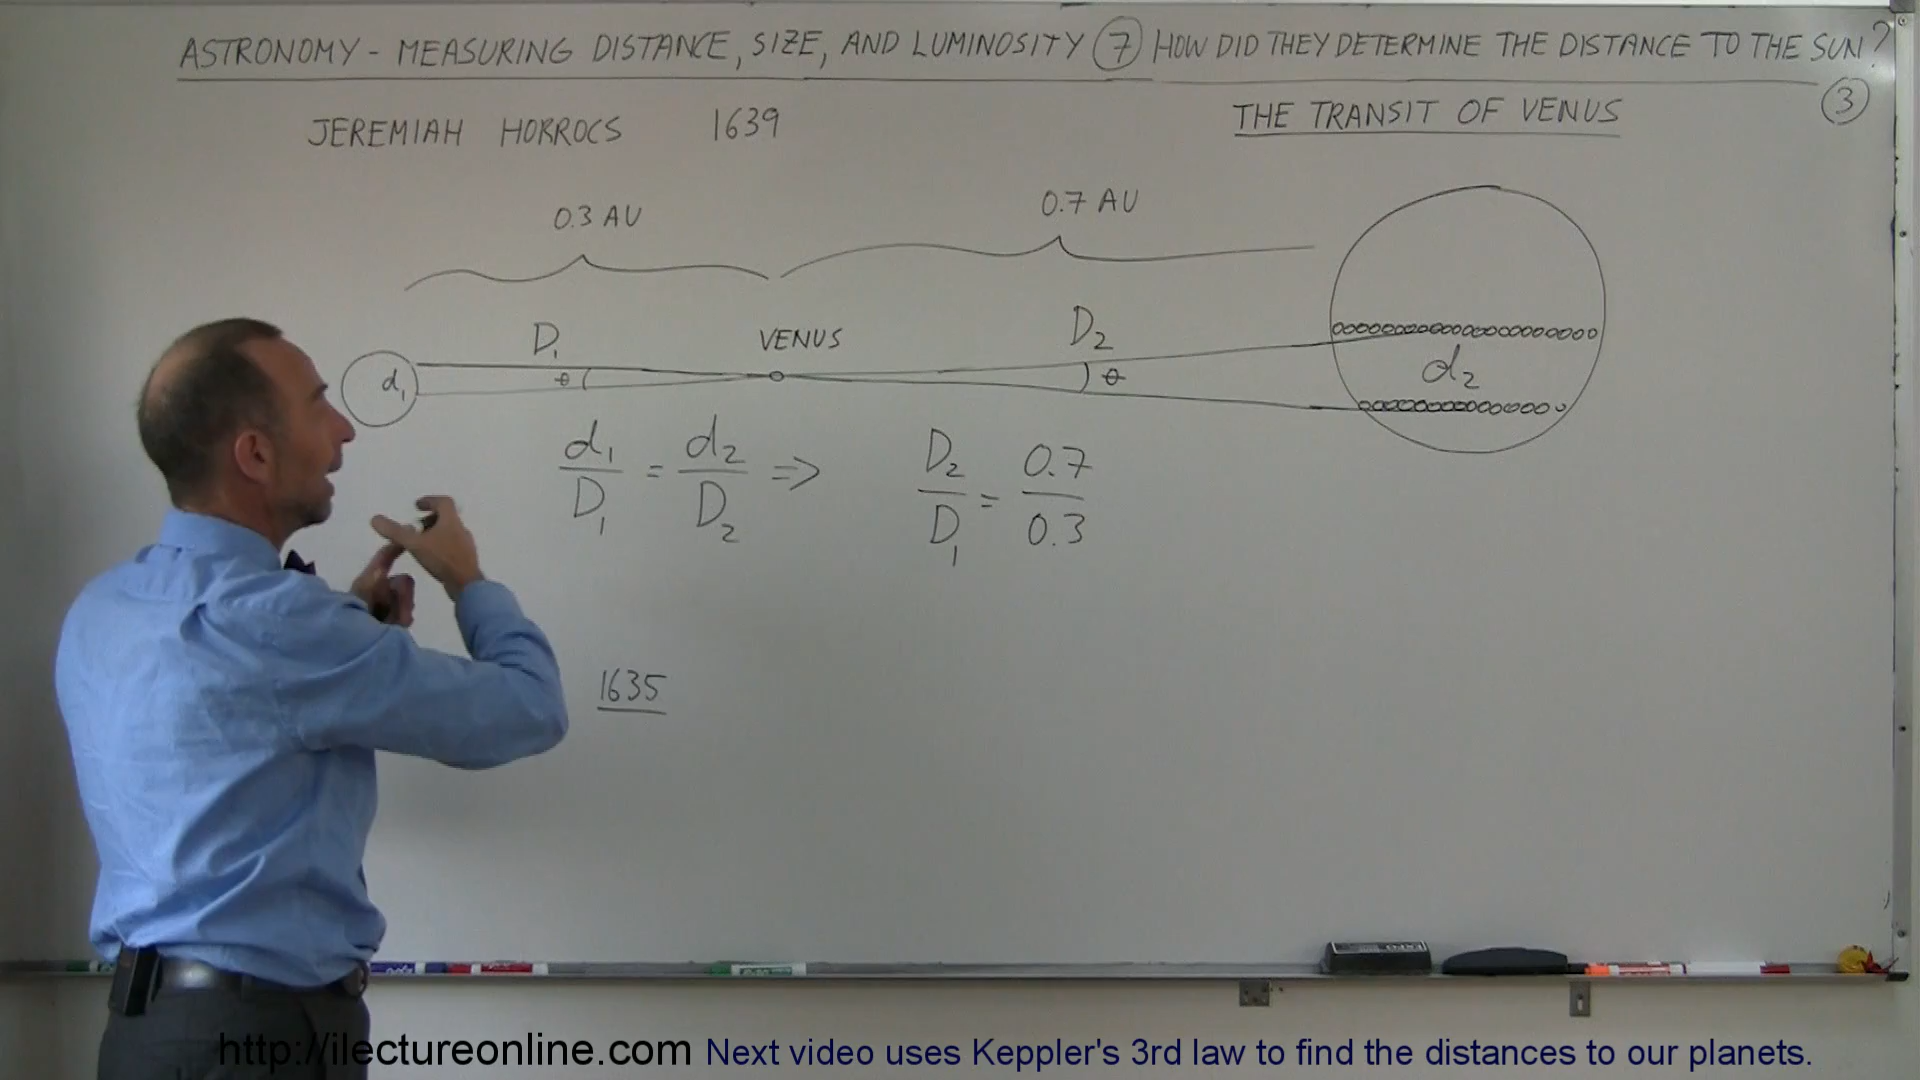 ASTRONOMY - MEASURING DISTANCE, SIZE, AND LUMINOSITY ⑦ HOW DID THEY DETERMINE THE DISTANCE TO THE SUN?
③
JEREMIAH HORROCS 1639
THE TRANSIT OF VENUS
0.3 AU
0.7 AU
D₁
VENUS
D₂
d₁
θ
θ
d₂
d₁/D₁ = d₂/D₂ => D₂/D₁ = 0.7/0.3
1635
EXPO
http://ilectureonline.com Next video uses Keppler's 3rd law to find the distances to our planets.